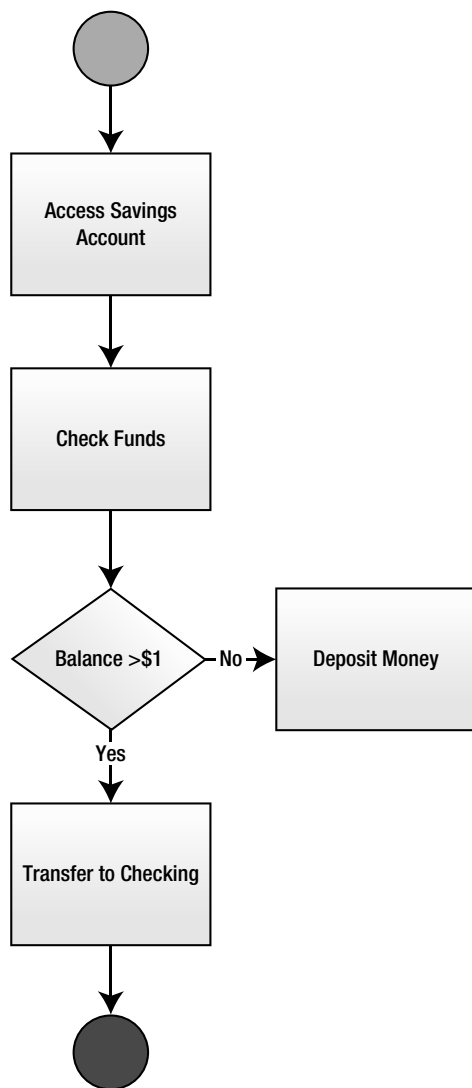 Access Savings
Account
Check Funds
Balance >$1
No
Deposit Money
Yes
Transfer to Checking